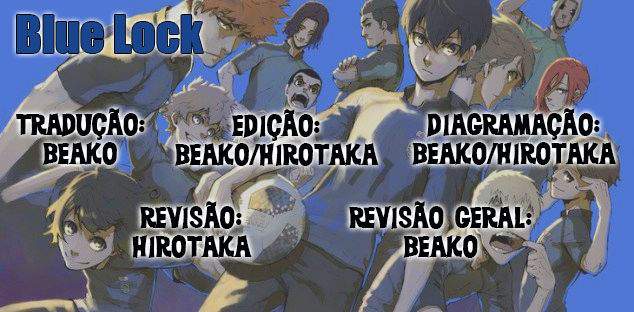 Blue Lock
TRADUÇÃO:
BEAKO
EDIÇÃO:
BEAKO/HIROTAKA
DIAGRAMAÇÃO:
BEAKO/HIROTAKA
REVISÃO:
HIROTAKA
REVISÃO GERAL:
BEAKO